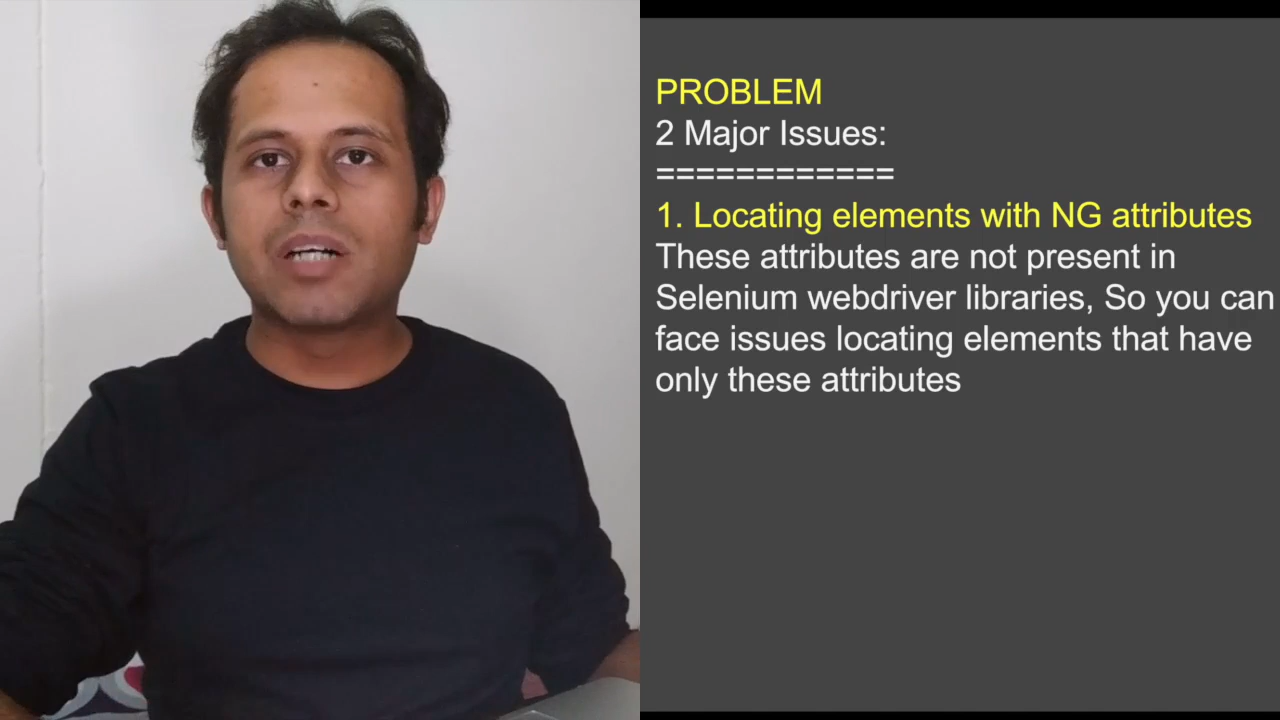 PROBLEM
2 Major Issues:
============
1. Locating elements with NG attributes
These attributes are not present in
Selenium webdriver libraries, So you can
face issues locating elements that have
only these attributes